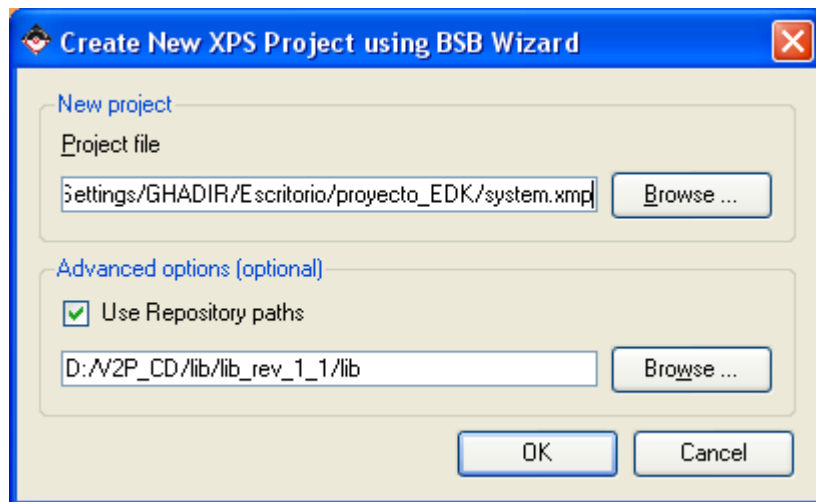 Create New XPS Project using BSB Wizard
New project
Project file
Settings/GHADIR/Escritorio/proyecto_EDK/system.xmp
Browse ...
Advanced options (optional)
Use Repository paths
D:/V2P_CD/lib/lib_rev_1_1/lib
Browse ...
OK
Cancel